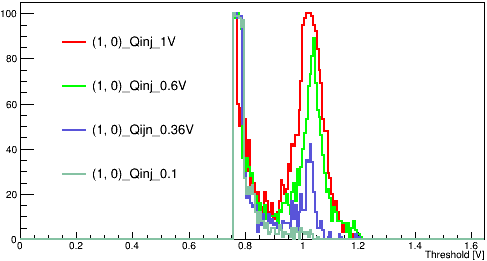 100
80
60
40
20
0
(1, 0)_Qinj_1V
(1, 0)_Qinj_0.6V
(1, 0)_Qijn_0.36V
(1, 0)_Qinj_0.1
0 0.2 0.4 0.6 0.8 1.0 1.2 1.4 1.6
Threshold [V]